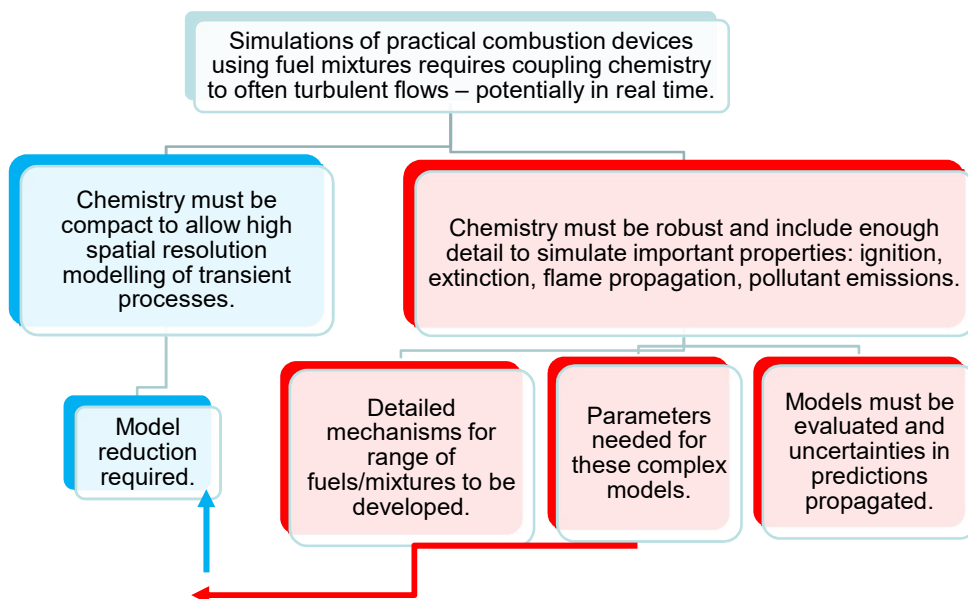 Simulations of practical combustion devices
using fuel mixtures requires coupling chemistry
to often turbulent flows – potentially in real time.
Chemistry must be
compact to allow high
spatial resolution
modelling of transient
processes.
Chemistry must be robust and include enough
detail to simulate important properties: ignition,
extinction, flame propagation, pollutant emissions.
Model
reduction
required.
Detailed
mechanisms for
range of
fuels/mixtures to be
developed.
Parameters
needed for
these complex
models.
Models must be
evaluated and
uncertainties in
predictions
propagated.